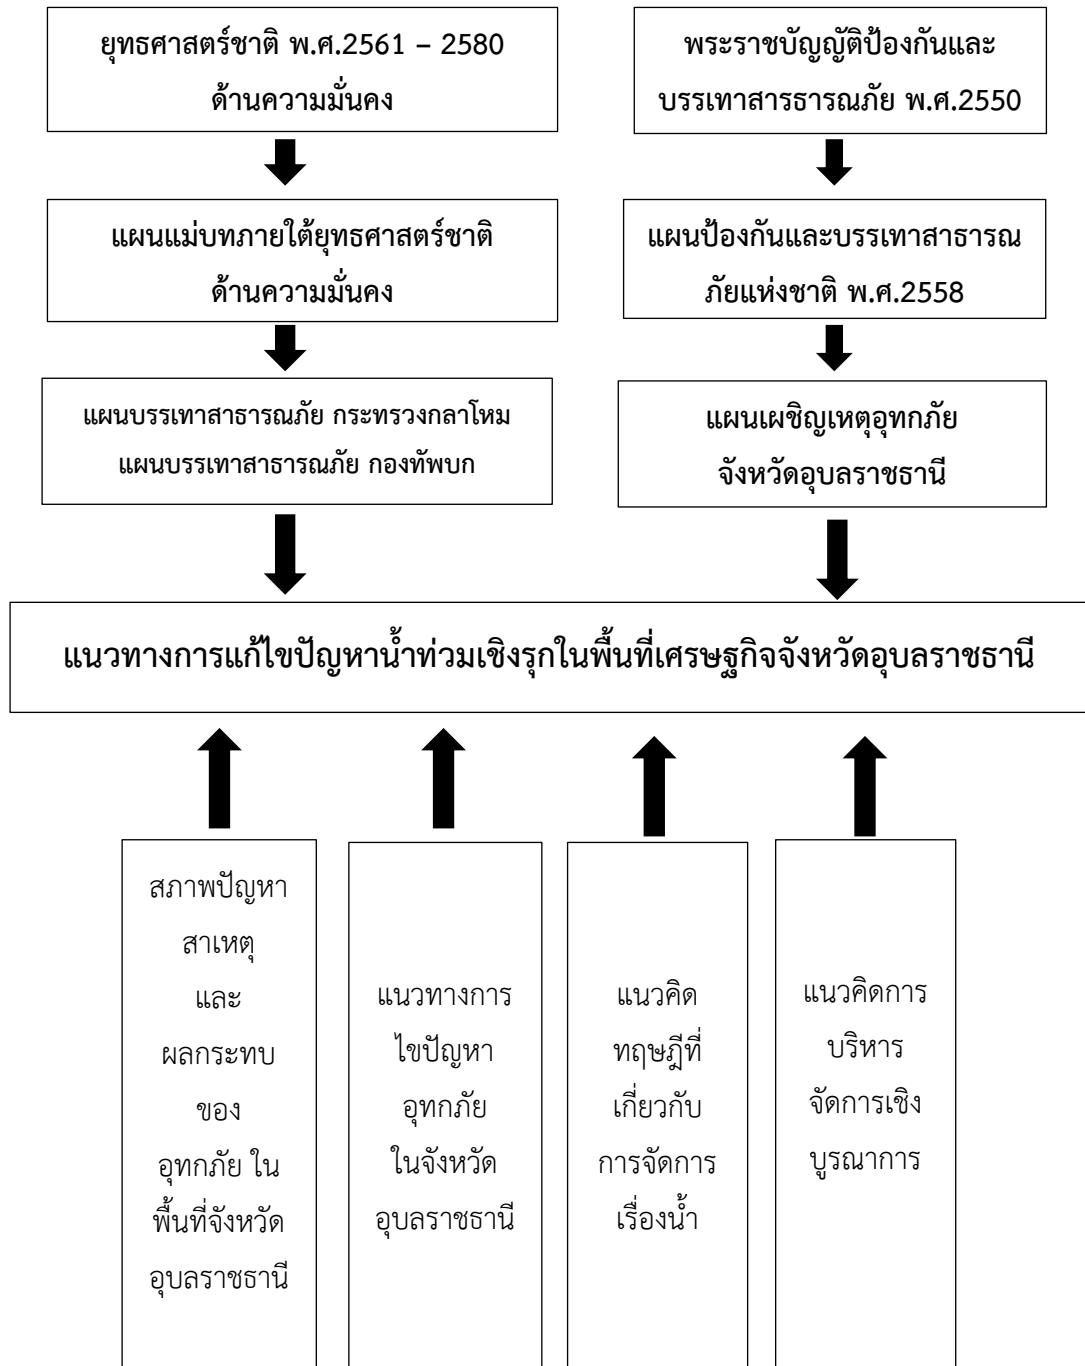 ยุทธศาสตร์ชาติ พ.ศ.2561 – 2580
ด้านความมั่นคง
พระราชบัญญัติป้องกันและ
บรรเทาสารธารณภัย พ.ศ.2550
แผนแม่บทภายใต้ยุทธศาสตร์ชาติ
ด้านความมั่นคง
แผนป้องกันและบรรเทาสาธารณ
ภัยแห่งชาติ พ.ศ.2558
แผนบรรเทาสาธารณภัย กระทรวงกลาโหม
แผนบรรเทาสาธารณภัย กองทัพบก
แผนเผชิญเหตุอุทกภัย
จังหวัดอุบลราชธานี
แนวทางการแก้ไขปัญหาน้ำท่วมเชิงรุกในพื้นที่เศรษฐกิจจังหวัดอุบลราชธานี
สภาพปัญหา
สาเหตุ
และ
ผลกระทบ
ของ
อุทกภัย ใน
พื้นที่จังหวัด
อุบลราชธานี
แนวทางการ
ไขปัญหา
อุทกภัย
ในจังหวัด
อุบลราชธานี
แนวคิด
ทฤษฎีที่
เกี่ยวกับ
การจัดการ
เรื่องน้ำ
แนวคิดการ
บริหาร
จัดการเชิง
บูรณาการ